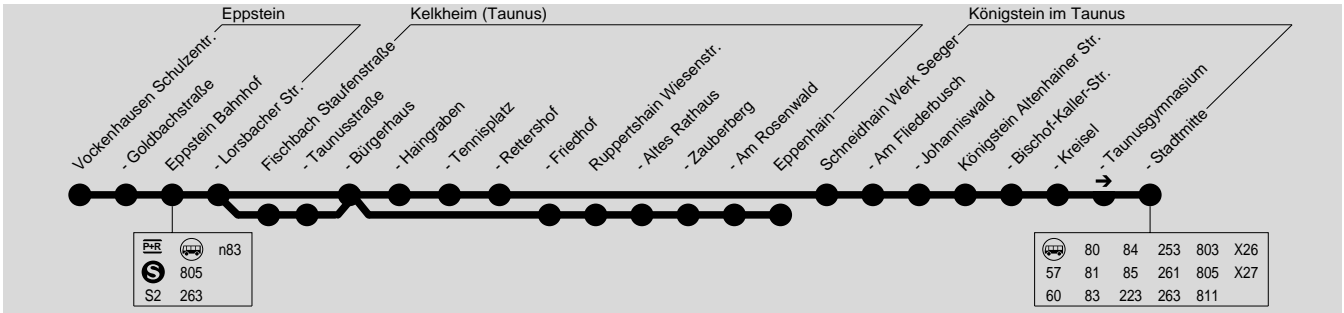 Eppstein
Kelkheim (Taunus)
Königstein im Taunus
Vockenhausen Schulzentr.
- Goldbachstraße
Eppstein Bahnhof
- Lorsbacher Str.
Fischbach Staufenstraße
- Taunusstraße
- Bürgerhaus
- Haingraben
- Tennisplatz
- Rettershof
- Friedhof
Ruppertshain Wiesenstr.
- Altes Rathaus
- Zauberberg
- Am Rosenwald
Eppenhain
Schneidhain Werk Seeger
- Am Fliederbusch
- Johanniswald
Königstein Altenhainer Str.
- Bischof-Kaller-Str.
- Kreisel
- Taunusgymnasium
- Stadtmitte
P+R n83
S 805
S2 263
80 84 253 803 X26
57 81 85 261 805 X27
60 83 223 263 811